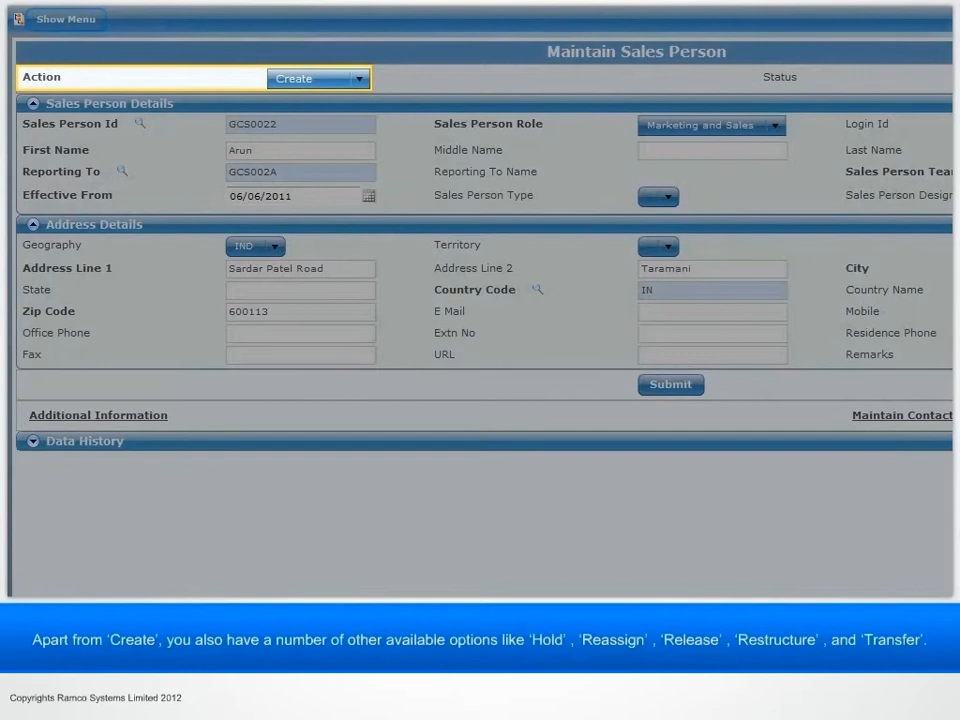 Show Menu
Maintain Sales Person
Action Create Status
Sales Person Details
Sales Person Id GCS0022 Sales Person Role Marketing and Sales Login Id
First Name Arun Middle Name Last Name
Reporting To GCS002A Reporting To Name Sales Person Tear
Effective From 06/06/2011 Sales Person Type Sales Person Design
Address Details
Geography IND Territory
Address Line 1 Sardar Patel Road Address Line 2 Taramani City
State Country Code IN Country Name
Zip Code 600113 E Mail Mobile
Office Phone Extn No Residence Phone
Fax URL Remarks
Submit
Additional Information Maintain Contact
Data History
Apart from ‘Create’, you also have a number of other available options like ‘Hold’ , ‘Reassign’ , ‘Release’ , ‘Restructure’ , and ‘Transfer’.
Copyrights Ramco Systems Limited 2012